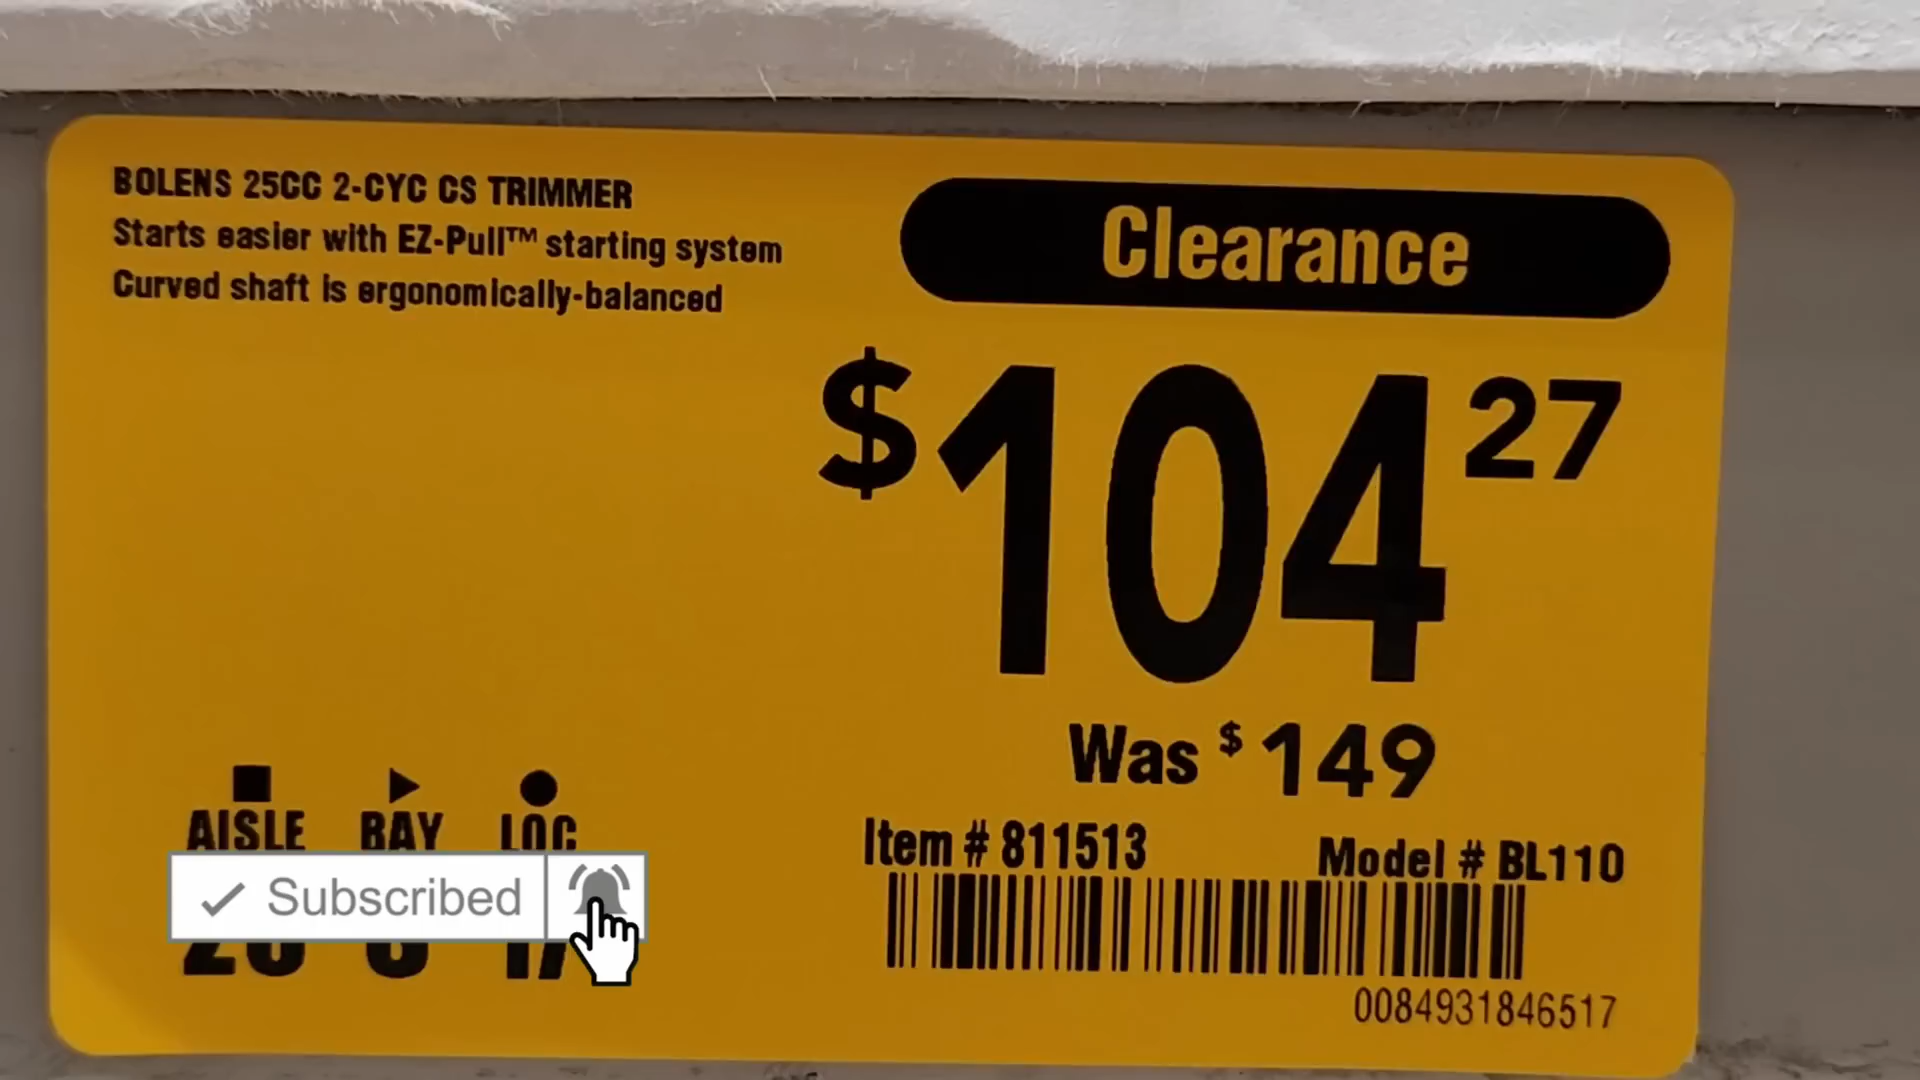 BOLENS 25CC 2-CYC CS TRIMMER
Starts easier with EZ-Pull™ starting system
Curved shaft is ergonomically-balanced
Clearance
$104 27
Was $149
Item # 811513 Model # BL110
0084931846517
AISLE BAY LOC
Subscribed